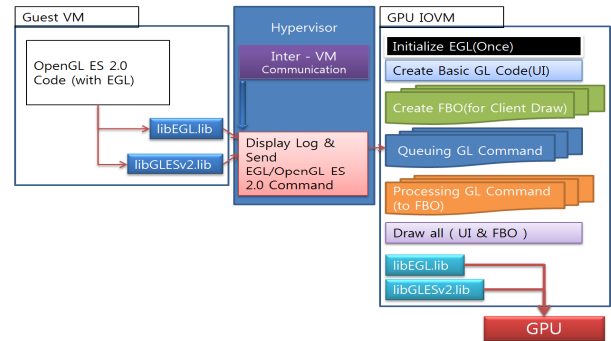 Guest VM
OpenGL ES 2.0
Code (with EGL)
libEGL.lib
libGLESv2.lib
Hypervisor
Inter - VM
Communication
Display Log &
Send
EGL/OpenGL ES
2.0 Command
GPU IOVM
Initialize EGL(Once)
Create Basic GL Code(UI)
Create FBO(for Client Draw)
Queuing GL Command
Processing GL Command
(to FBO)
Draw all ( UI & FBO )
libEGL.lib
libGLESv2.lib
GPU